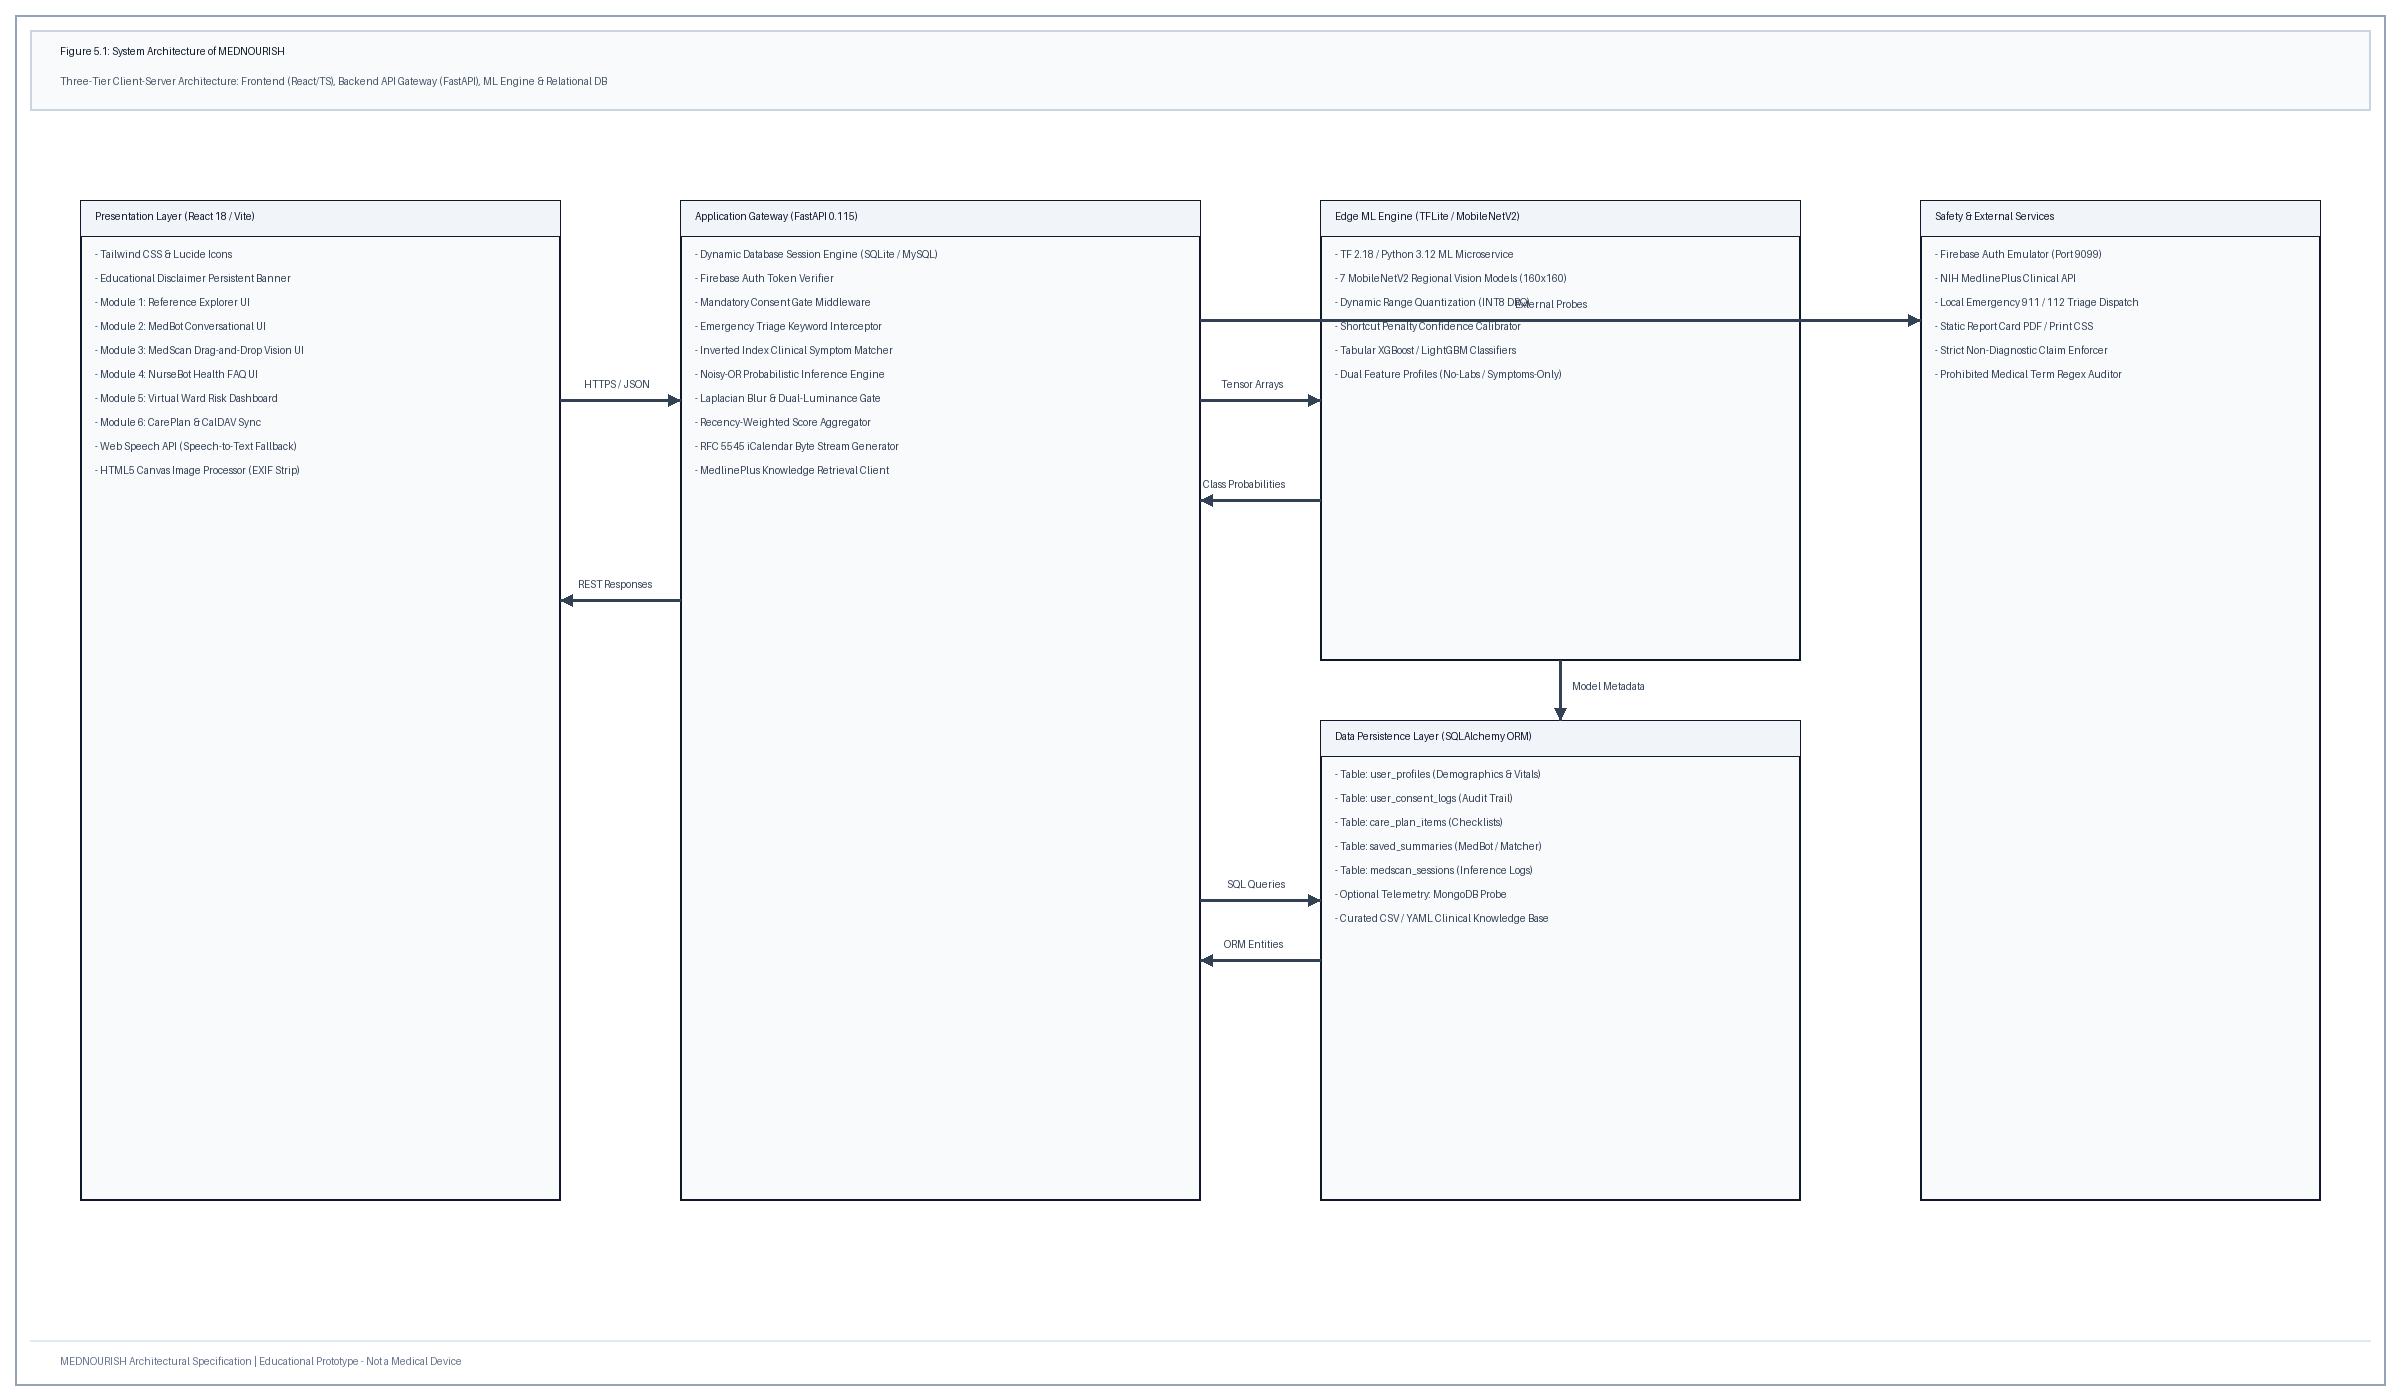 Figure 5.1: System Architecture of MEDNOURISH
Three-Tier Client-Server Architecture: Frontend (React/TS), Backend API Gateway (FastAPI), ML Engine & Relational DB
Presentation Layer (React 18 / Vite)
- Tailwind CSS & Lucide Icons
- Educational Disclaimer Persistent Banner
- Module 1: Reference Explorer UI
- Module 2: MedBot Conversational UI
- Module 3: MedScan Drag-and-Drop Vision UI
- Module 4: NurseBot Health FAQ UI
- Module 5: Virtual Ward Risk Dashboard
- Module 6: CarePlan & CalDAV Sync
- Web Speech API (Speech-to-Text Fallback)
- HTML5 Canvas Image Processor (EXIF Strip)
HTTPS / JSON
REST Responses
Application Gateway (FastAPI 0.115)
- Dynamic Database Session Engine (SQLite / MySQL)
- Firebase Auth Token Verifier
- Mandatory Consent Gate Middleware
- Emergency Triage Keyword Interceptor
- Inverted Index Clinical Symptom Matcher
- Noisy-OR Probabilistic Inference Engine
- Laplacian Blur & Dual-Luminance Gate
- Recency-Weighted Score Aggregator
- RFC 5545 iCalendar Byte Stream Generator
- MedlinePlus Knowledge Retrieval Client
Tensor Arrays
Class Probabilities
SQL Queries
ORM Entities
Edge ML Engine (TFLite / MobileNetV2)
- TF 2.18 / Python 3.12 ML Microservice
- 7 MobileNetV2 Regional Vision Models (160x160)
- Dynamic Range Quantization (INT8 DRQ)
External Probes
- Shortcut Penalty Confidence Calibrator
- Tabular XGBoost / LightGBM Classifiers
- Dual Feature Profiles (No-Labs / Symptoms-Only)
Model Metadata
Data Persistence Layer (SQLAlchemy ORM)
- Table: user_profiles (Demographics & Vitals)
- Table: user_consent_logs (Audit Trail)
- Table: care_plan_items (Checklists)
- Table: saved_summaries (MedBot / Matcher)
- Table: medscan_sessions (Inference Logs)
- Optional Telemetry: MongoDB Probe
- Curated CSV / YAML Clinical Knowledge Base
Safety & External Services
- Firebase Auth Emulator (Port 9099)
- NIH MedlinePlus Clinical API
- Local Emergency 911 / 112 Triage Dispatch
- Static Report Card PDF / Print CSS
- Strict Non-Diagnostic Claim Enforcer
- Prohibited Medical Term Regex Auditor
MEDNOURISH Architectural Specification | Educational Prototype - Not a Medical Device